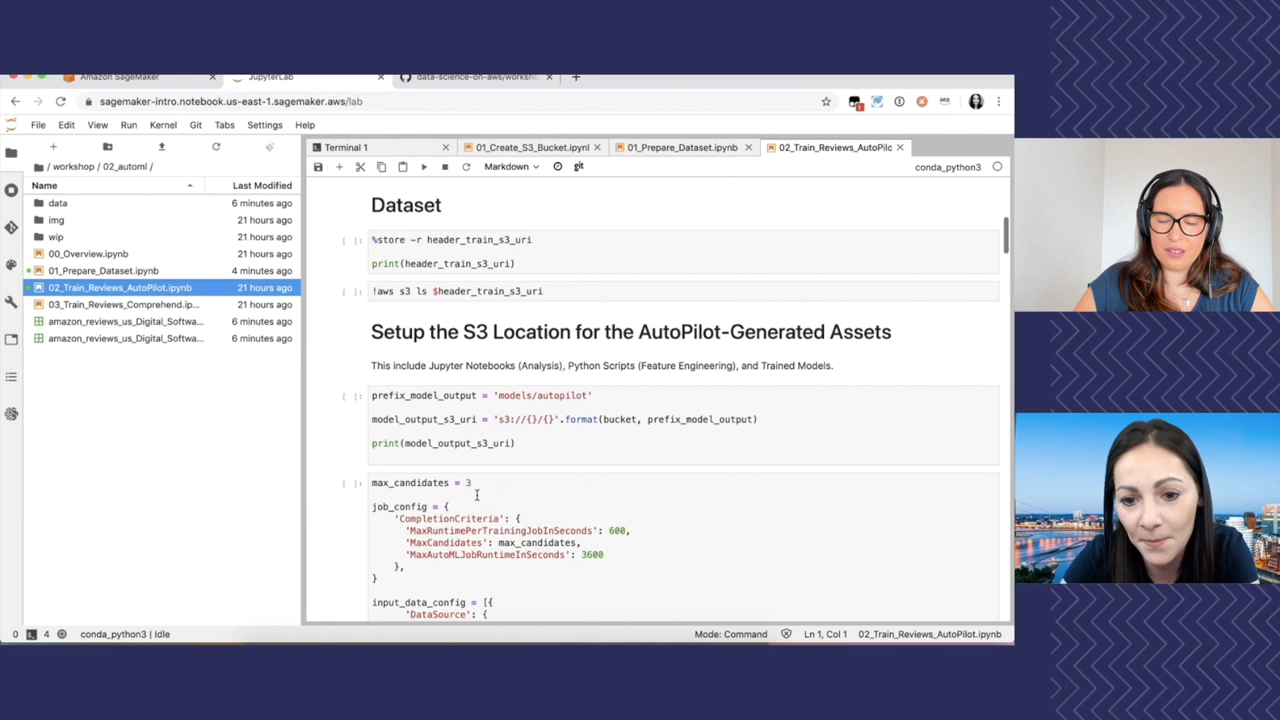 Amazon SageMaker
JupyterLab
data-science-on-aws/worksh
sagemaker-intro.notebook.us-east-1.sagemaker.aws/lab
File Edit View Run Kernel Git Tabs Settings Help
Terminal 1
01_Create_S3_Bucket.ipynl
01_Prepare_Dataset.ipynb
02_Train_Reviews_AutoPilc
/ workshop / 02_automl /
Markdown
git
conda_python3
Name Last Modified
data 6 minutes ago
img 21 hours ago
wip 21 hours ago
00_Overview.ipynb 21 hours ago
01_Prepare_Dataset.ipynb 4 minutes ago
02_Train_Reviews_AutoPilot.ipynb 21 hours ago
03_Train_Reviews_Comprehend.ip... 21 hours ago
amazon_reviews_us_Digital_Softwa... 6 minutes ago
amazon_reviews_us_Digital_Softwa... 6 minutes ago
Dataset
[ ]: %store -r header_train_s3_uri
print(header_train_s3_uri)
[ ]: !aws s3 ls $header_train_s3_uri
Setup the S3 Location for the AutoPilot-Generated Assets
This include Jupyter Notebooks (Analysis), Python Scripts (Feature Engineering), and Trained Models.
[ ]: prefix_model_output = 'models/autopilot'
model_output_s3_uri = 's3://{}/{}'.format(bucket, prefix_model_output)
print(model_output_s3_uri)
[ ]: max_candidates = 3
job_config = {
'CompletionCriteria': {
'MaxRuntimePerTrainingJobInSeconds': 600,
'MaxCandidates': max_candidates,
'MaxAutoMLJobRuntimeInSeconds': 3600
},
}
input_data_config = [{
'DataSource': {
0 4 conda_python3 | Idle
Mode: Command Ln 1, Col 1 02_Train_Reviews_AutoPilot.ipynb